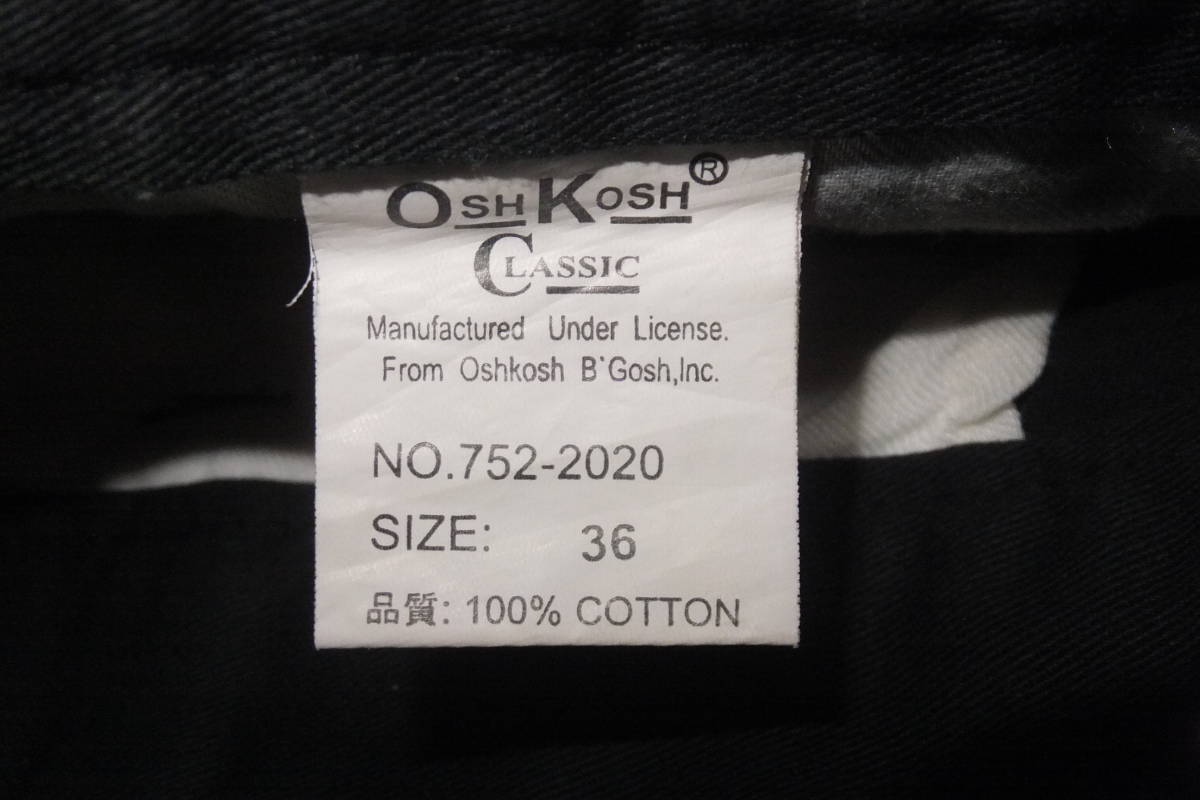 OSHKOSH®
CLASSIC
Manufactured Under License.
From Oshkosh B'Gosh,Inc.
NO.752-2020
SIZE: 36
品質: 100% COTTON